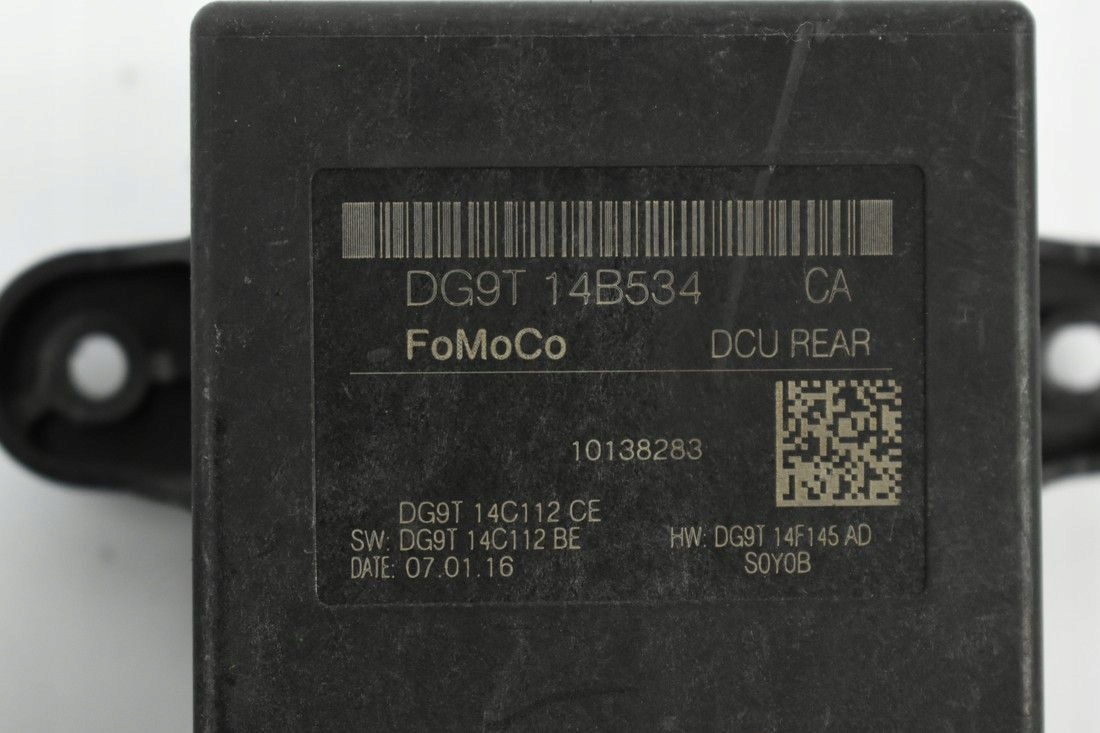 DG9T 14B534 CA
FoMoCo DCU REAR
10138283
DG9T 14C112 CE
SW: DG9T 14C112 BE HW: DG9T 14F145 AD
DATE: 07.01.16 S0Y0B